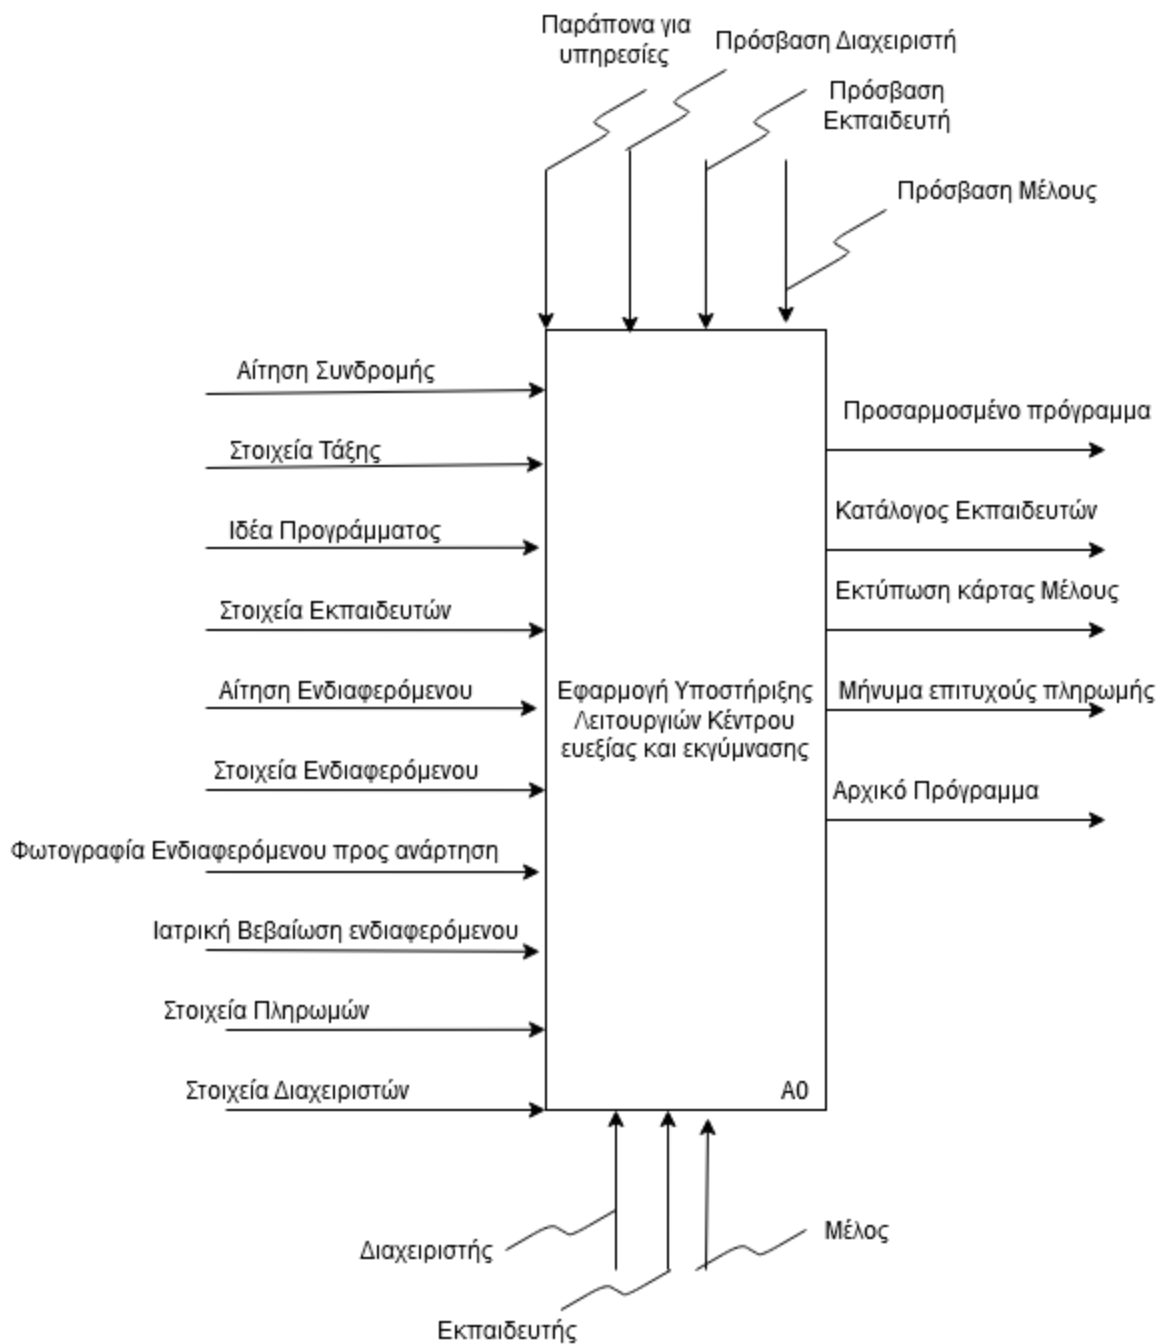 Παράπονα για
υπηρεσίες
Πρόσβαση Διαχειριστή
Πρόσβαση
Εκπαιδευτή
Πρόσβαση Μέλους
Αίτηση Συνδρομής
Στοιχεία Τάξης
Ιδέα Προγράμματος
Στοιχεία Εκπαιδευτών
Αίτηση Ενδιαφερόμενου
Στοιχεία Ενδιαφερόμενου
Φωτογραφία Ενδιαφερόμενου προς ανάρτηση
Ιατρική Βεβαίωση ενδιαφερόμενου
Στοιχεία Πληρωμών
Στοιχεία Διαχειριστών
Εφαρμογή Υποστήριξης
Λειτουργιών Κέντρου
ευεξίας και εκγύμνασης
A0
Προσαρμοσμένο πρόγραμμα
Κατάλογος Εκπαιδευτών
Εκτύπωση κάρτας Μέλους
Μήνυμα επιτυχούς πληρωμής
Αρχικό Πρόγραμμα
Διαχειριστής
Εκπαιδευτής
Μέλος